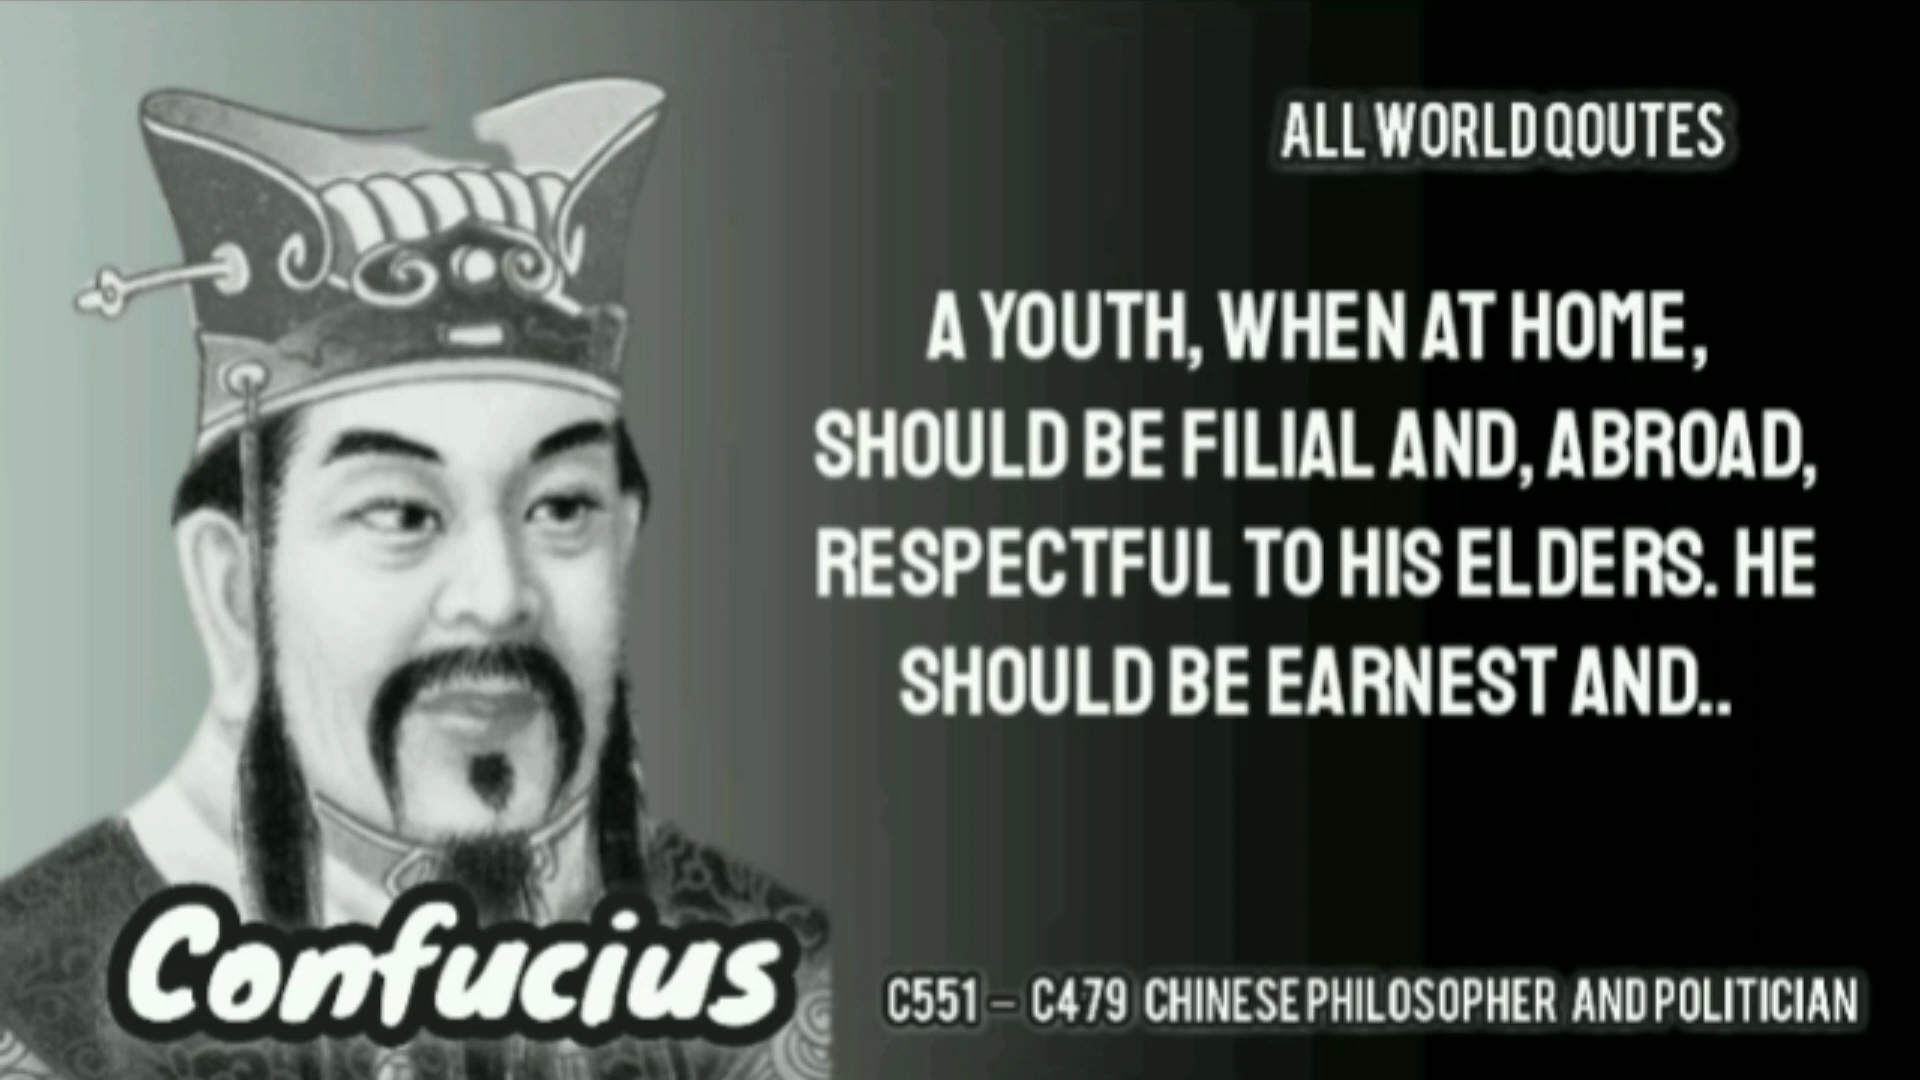 ALL WORLD QOUTES
A YOUTH, WHEN AT HOME,
SHOULD BE FILIAL AND, ABROAD,
RESPECTFUL TO HIS ELDERS. HE
SHOULD BE EARNEST AND..
Confucius
C551 – C479 CHINESE PHILOSOPHER AND POLITICIAN